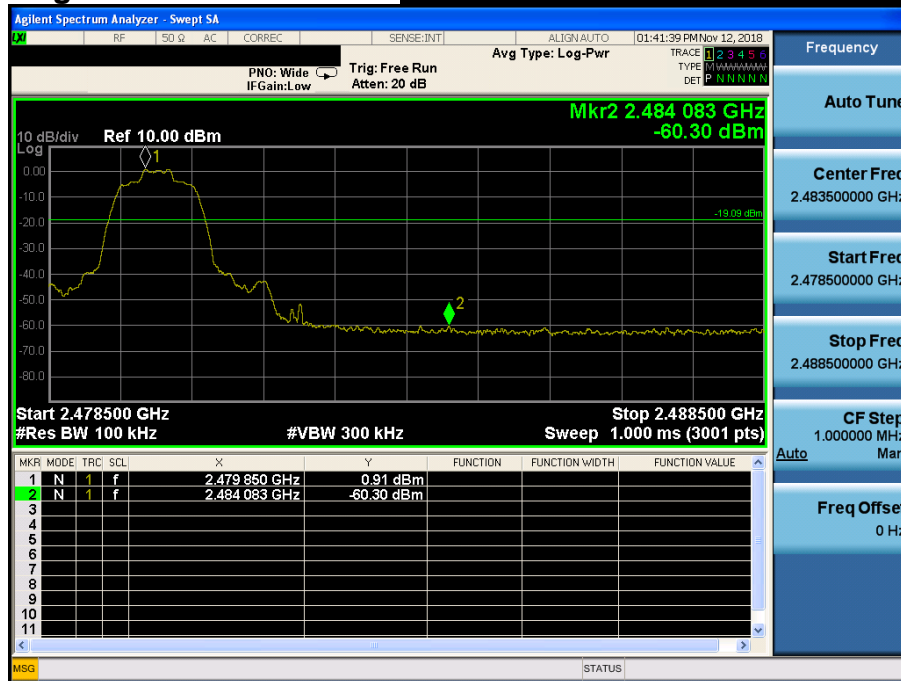 Agilent Spectrum Analyzer - Swept SA
LXI RF 50 Ω AC CORREC SENSE:INT ALIGNAUTO 01:41:39 PM Nov 12, 2018
Avg Type: Log-Pwr TRACE 1 2 3 4 5 6
PNO: Wide Trig: Free Run TYPE M WWWWW
IFGain:Low Atten: 20 dB DET P N N N N N
Mkr2 2.484 083 GHz
-60.30 dBm
10 dB/div Ref 10.00 dBm
Log
1
0.00
-10.0
-19.09 dBm
-20.0
-30.0
-40.0
-50.0
2
-60.0
-70.0
-80.0
Start 2.478500 GHz Stop 2.488500 GHz
#Res BW 100 kHz #VBW 300 kHz Sweep 1.000 ms (3001 pts)
MKR MODE TRC SCL X Y FUNCTION FUNCTION WIDTH FUNCTION VALUE
1 N 1 f 2.479 850 GHz 0.91 dBm
2 N 1 f 2.484 083 GHz -60.30 dBm
3
4
5
6
7
8
9
10
11
MSG STATUS
Frequency
Auto Tune
Center Freq
2.483500000 GHz
Start Freq
2.478500000 GHz
Stop Freq
2.488500000 GHz
CF Step
1.000000 MHz
Auto Man
Freq Offset
0 Hz